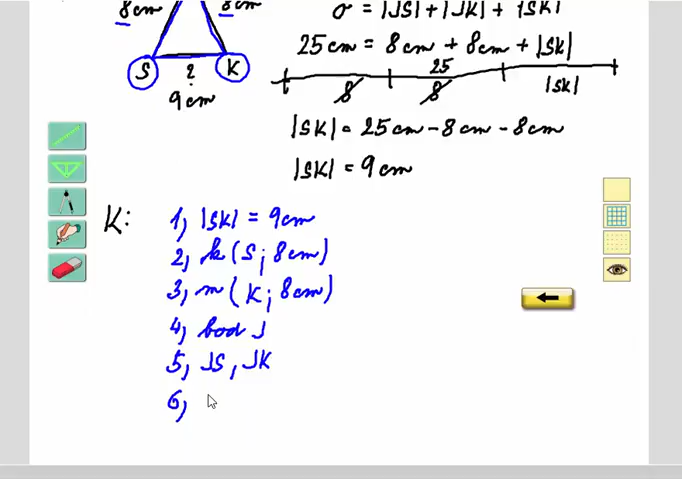 8cm 8cm
σ = |JS| + |JK| + |SK|
25cm = 8cm + 8cm + |SK|
S ? K
25
9cm
8 8 |SK|
|SK| = 25cm - 8cm - 8cm
|SK| = 9cm
K: 1, |SK| = 9cm
2, k (S; 8cm)
3, m (K; 8cm)
4, bod J
5, JS, JK
6,